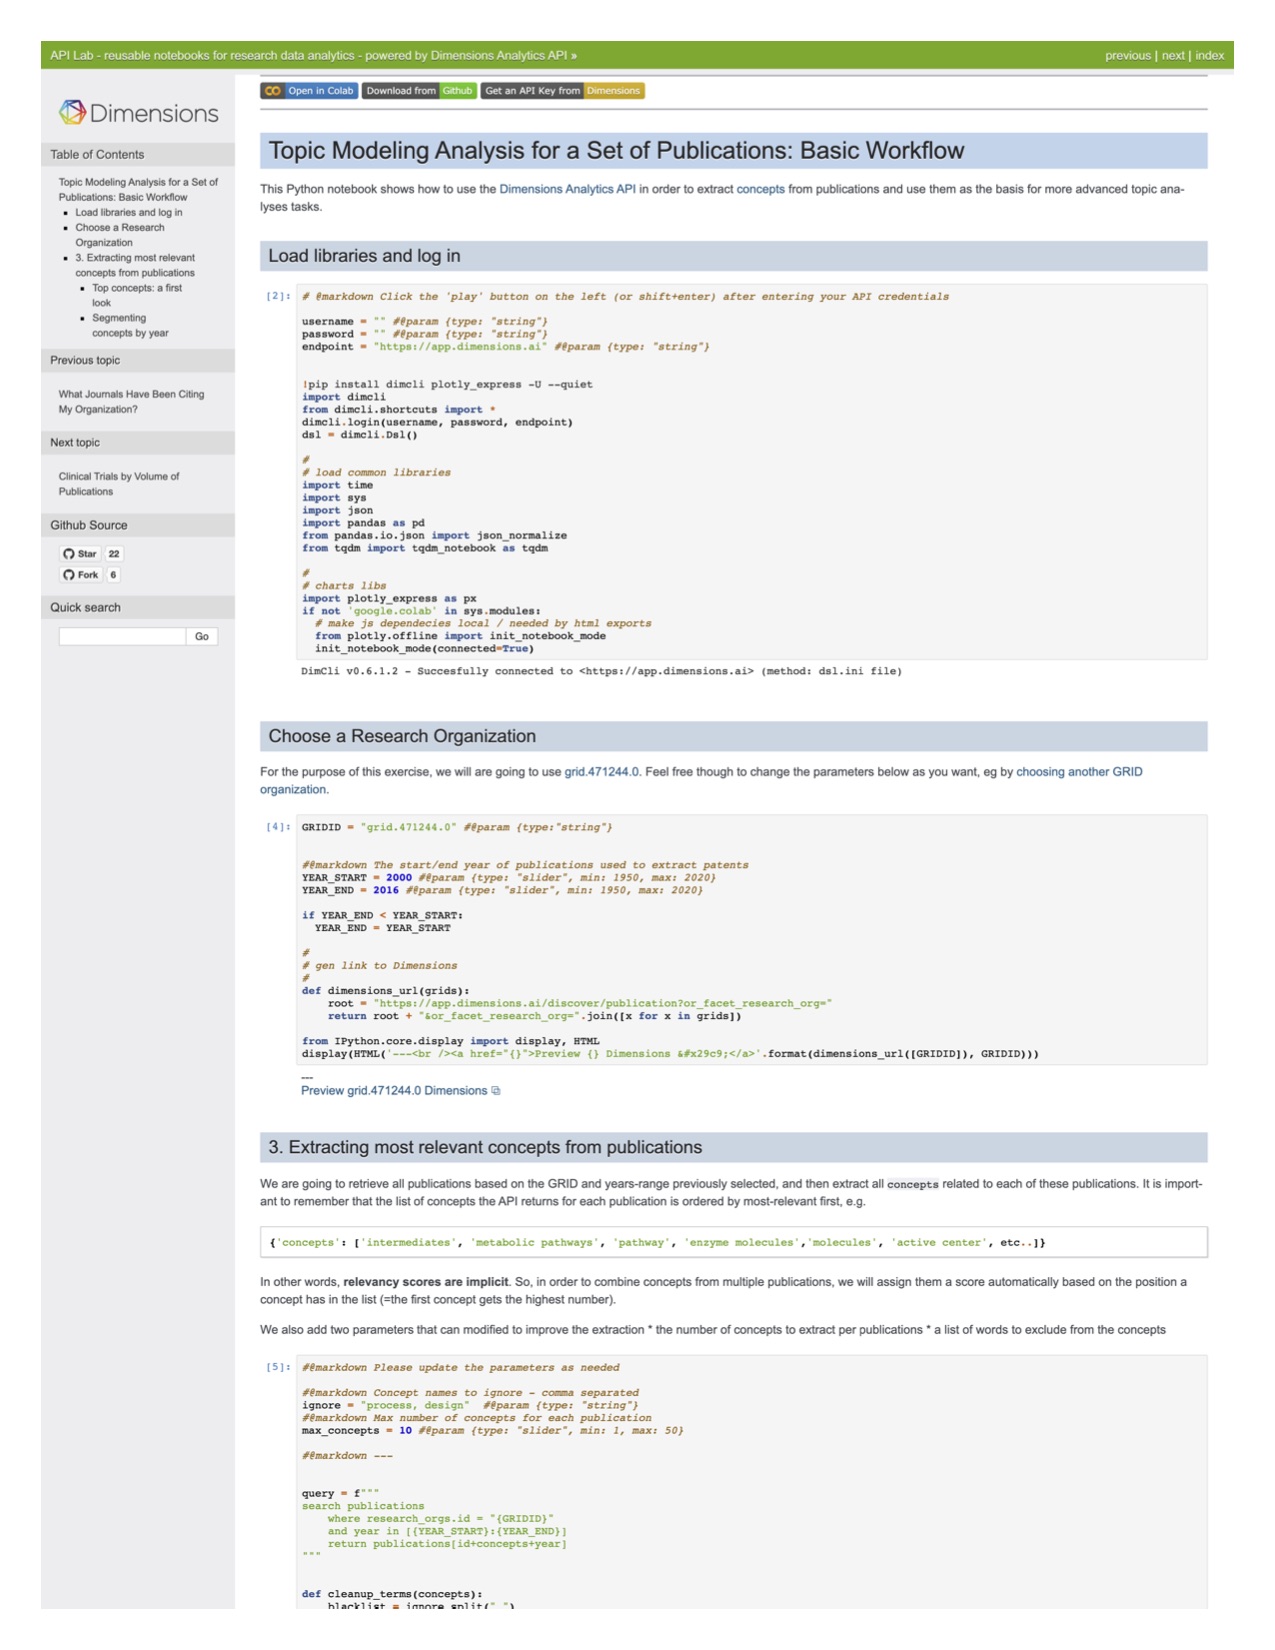 API Lab - reusable notebooks for research data analytics - powered by Dimensions Analytics API »
previous | next | index
Dimensions
Table of Contents
Topic Modeling Analysis for a Set of
Publications: Basic Workflow
▪ Load libraries and log in
▪ Choose a Research
Organization
▪ 3. Extracting most relevant
concepts from publications
▪ Top concepts: a first
look
▪ Segmenting
concepts by year
Previous topic
What Journals Have Been Citing
My Organization?
Next topic
Clinical Trials by Volume of
Publications
Github Source
Star 22
Fork 6
Quick search
Go
CO Open in Colab Download from Github Get an API Key from Dimensions
Topic Modeling Analysis for a Set of Publications: Basic Workflow
This Python notebook shows how to use the Dimensions Analytics API in order to extract concepts from publications and use them as the basis for more advanced topic ana-
lyses tasks.
Load libraries and log in
[2]: # @markdown Click the 'play' button on the left (or shift+enter) after entering your API credentials
username = "" #@param {type: "string"}
password = "" #@param {type: "string"}
endpoint = "https://app.dimensions.ai" #@param {type: "string"}
!pip install dimcli plotly_express -U --quiet
import dimcli
from dimcli.shortcuts import *
dimcli.login(username, password, endpoint)
dsl = dimcli.Dsl()
#
# load common libraries
import time
import sys
import json
import pandas as pd
from pandas.io.json import json_normalize
from tqdm import tqdm_notebook as tqdm
#
# charts libs
import plotly_express as px
if not 'google.colab' in sys.modules:
# make js dependecies local / needed by html exports
from plotly.offline import init_notebook_mode
init_notebook_mode(connected=True)
DimCli v0.6.1.2 - Succesfully connected to <https://app.dimensions.ai> (method: dsl.ini file)
Choose a Research Organization
For the purpose of this exercise, we will are going to use grid.471244.0. Feel free though to change the parameters below as you want, eg by choosing another GRID
organization.
[4]: GRIDID = "grid.471244.0" #@param {type:"string"}
#@markdown The start/end year of publications used to extract patents
YEAR_START = 2000 #@param {type: "slider", min: 1950, max: 2020}
YEAR_END = 2016 #@param {type: "slider", min: 1950, max: 2020}
if YEAR_END < YEAR_START:
YEAR_END = YEAR_START
#
# gen link to Dimensions
#
def dimensions_url(grids):
root = "https://app.dimensions.ai/discover/publication?or_facet_research_org="
return root + "&or_facet_research_org=".join([x for x in grids])
from IPython.core.display import display, HTML
display(HTML('---<br /><a href="{}">Preview {} Dimensions &#x29c9;</a>'.format(dimensions_url([GRIDID]), GRIDID)))
---
Preview grid.471244.0 Dimensions ⧉
3. Extracting most relevant concepts from publications
We are going to retrieve all publications based on the GRID and years-range previously selected, and then extract all concepts related to each of these publications. It is import-
ant to remember that the list of concepts the API returns for each publication is ordered by most-relevant first, e.g.
{'concepts': ['intermediates', 'metabolic pathways', 'pathway', 'enzyme molecules','molecules', 'active center', etc..]}
In other words, relevancy scores are implicit. So, in order to combine concepts from multiple publications, we will assign them a score automatically based on the position a
concept has in the list (=the first concept gets the highest number).
We also add two parameters that can modified to improve the extraction * the number of concepts to extract per publications * a list of words to exclude from the concepts
[5]: #@markdown Please update the parameters as needed
#@markdown Concept names to ignore - comma separated
ignore = "process, design" #@param {type: "string"}
#@markdown Max number of concepts for each publication
max_concepts = 10 #@param {type: "slider", min: 1, max: 50}
#@markdown ---
query = f"""
search publications
where research_orgs.id = "{GRIDID}"
and year in [{YEAR_START}:{YEAR_END}]
return publications[id+concepts+year]
"""
def cleanup_terms(concepts):
blacklist = ignore.split(",")